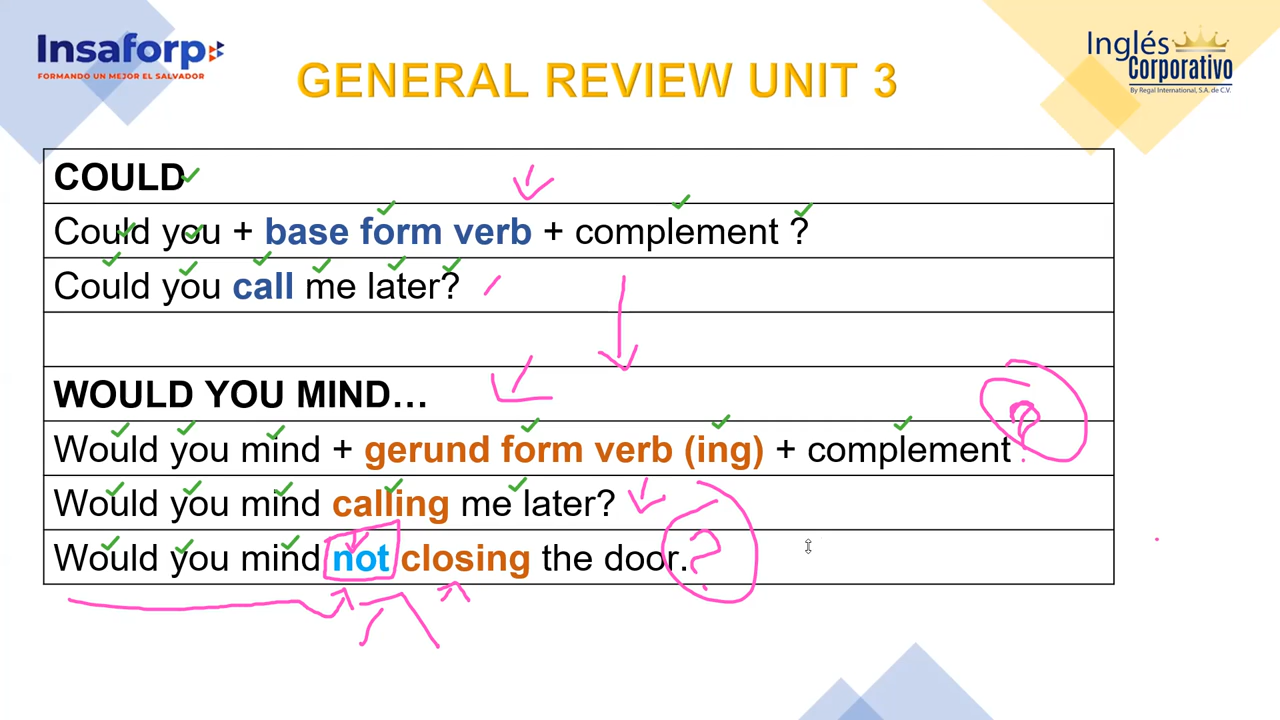 Insaforp
FORMANDO UN MEJOR EL SALVADOR
Inglés
Corporativo
By Regal International, S.A. de C.V.
GENERAL REVIEW UNIT 3
COULD
Could you + base form verb + complement ?
Could you call me later?
WOULD YOU MIND…
Would you mind + gerund form verb (ing) + complement ?
Would you mind calling me later?
Would you mind not closing the door. ?